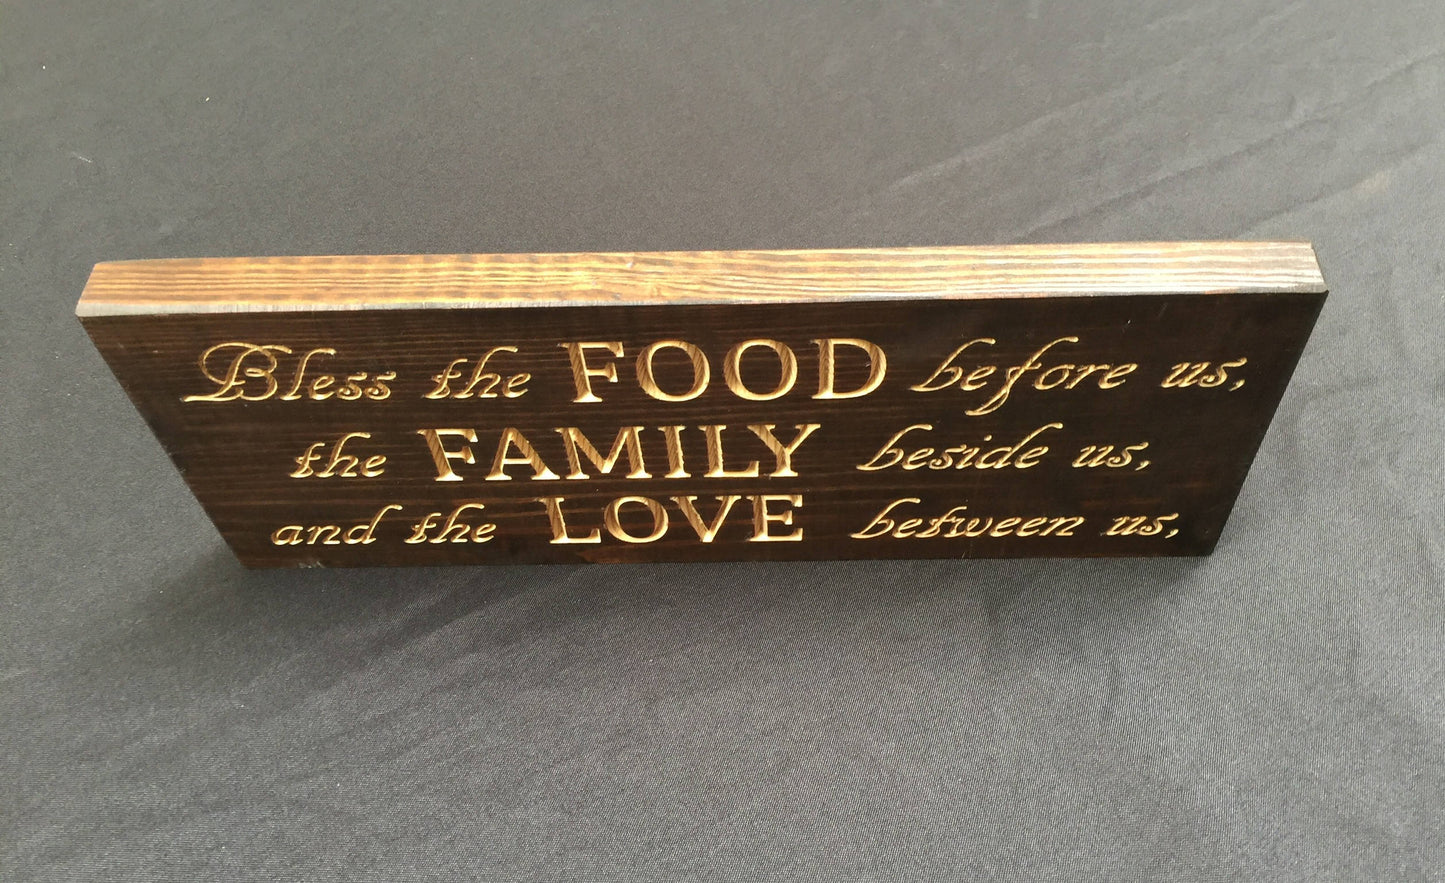 Bless the FOOD before us,
the FAMILY beside us,
and the LOVE between us,